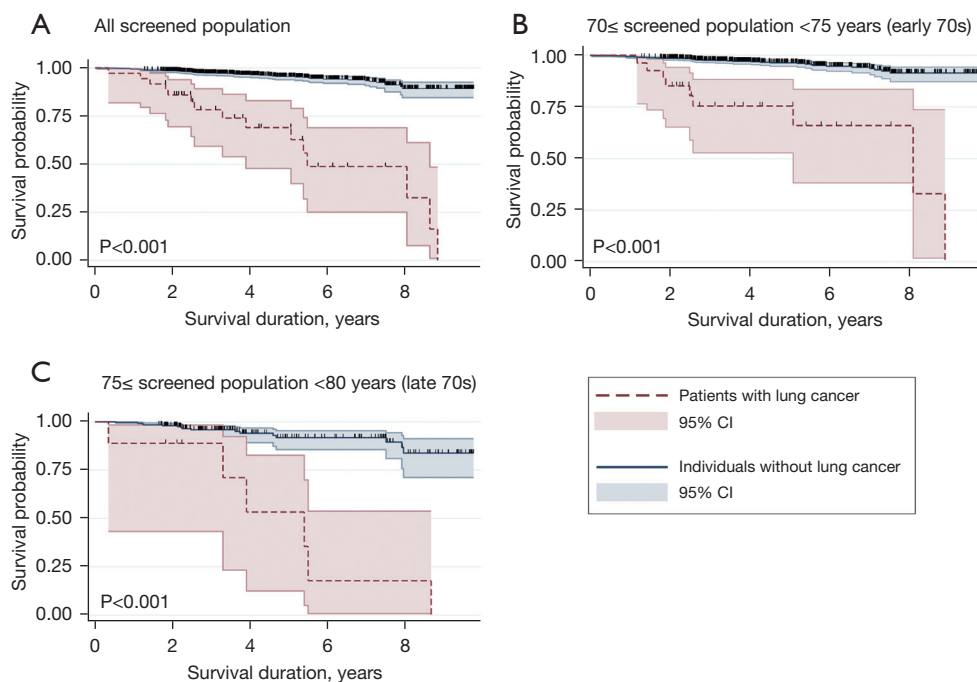 A All screened population
1.00
0.75
0.50
0.25
0.00
Survival probability
P<0.001
0 2 4 6 8
Survival duration, years
B 70≤ screened population <75 years (early 70s)
1.00
0.75
0.50
0.25
0.00
Survival probability
P<0.001
0 2 4 6 8
Survival duration, years
C 75≤ screened population <80 years (late 70s)
1.00
0.75
0.50
0.25
0.00
Survival probability
P<0.001
0 2 4 6 8
Survival duration, years
Patients with lung cancer
95% CI
Individuals without lung cancer
95% CI